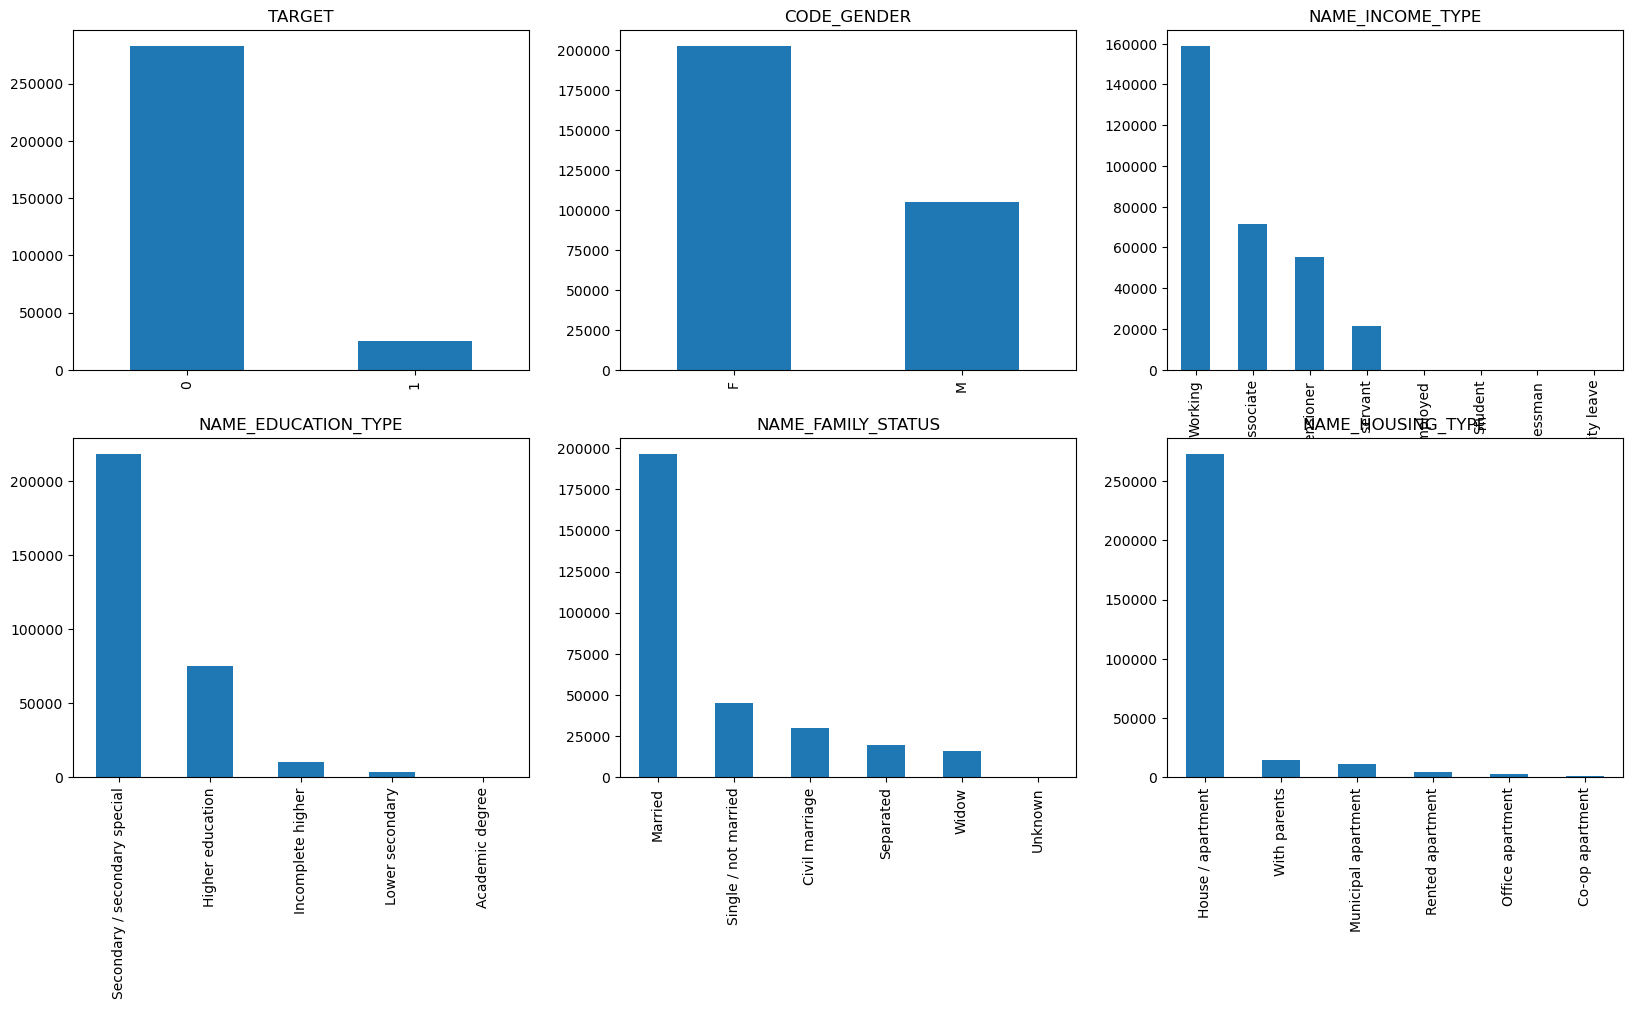 TARGET
250000
200000
150000
100000
50000
0
0
1
CODE_GENDER
200000
175000
150000
125000
100000
75000
50000
25000
0
F
M
NAME_INCOME_TYPE
160000
140000
120000
100000
80000
60000
40000
20000
0
Working
servant
Student
leave
NAME_EDUCATION_TYPE
200000
150000
100000
50000
0
Secondary / secondary special
Higher education
Incomplete higher
Lower secondary
Academic degree
NAME_FAMILY_STATUS
200000
175000
150000
125000
100000
75000
50000
25000
0
Married
Single / not married
Civil marriage
Separated
Widow
Unknown
NAME_HOUSING_TYPE
250000
200000
150000
100000
50000
0
House / apartment
With parents
Municipal apartment
Rented apartment
Office apartment
Co-op apartment